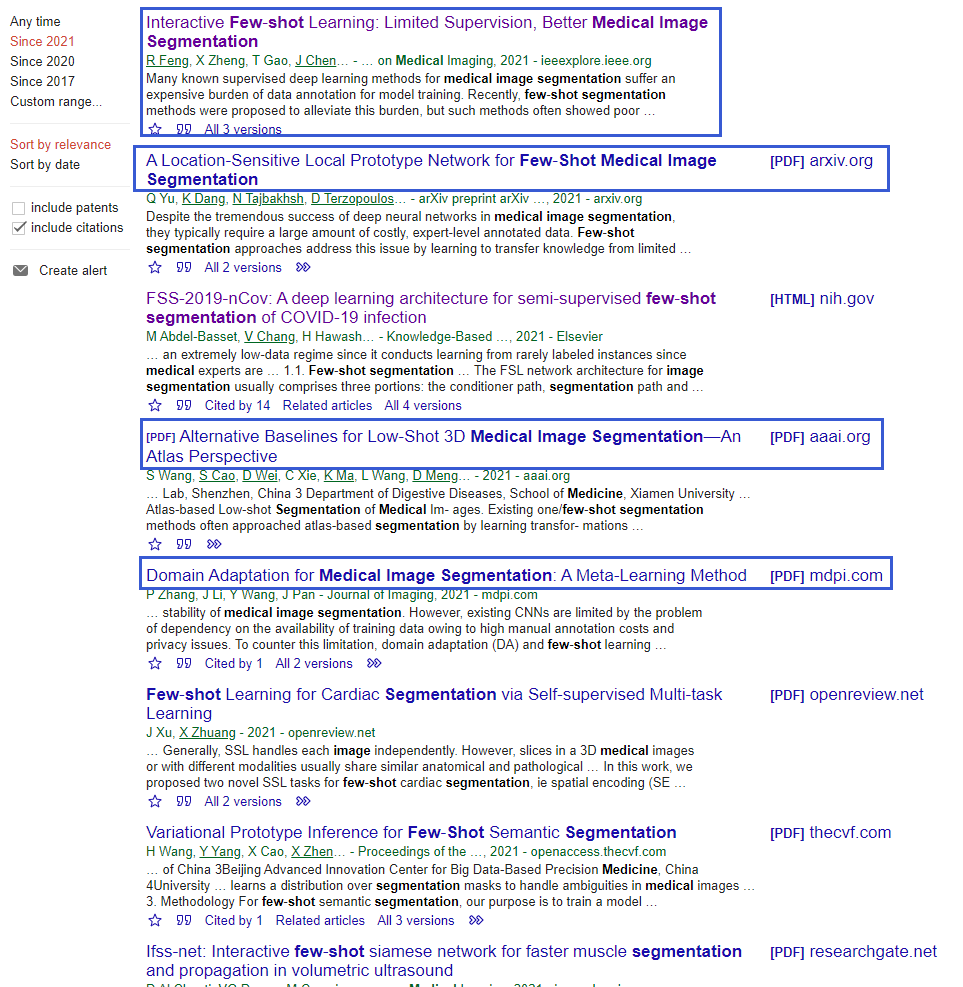 Any time
Since 2021
Since 2020
Since 2017
Custom range...
Sort by relevance
Sort by date
include patents
include citations
Create alert
Interactive Few-shot Learning: Limited Supervision, Better Medical Image
Segmentation
R Feng, X Zheng, T Gao, J Chen… - … on Medical Imaging, 2021 - ieeexplore.ieee.org
Many known supervised deep learning methods for medical image segmentation suffer an
expensive burden of data annotation for model training. Recently, few-shot segmentation
methods were proposed to alleviate this burden, but such methods often showed poor …
All 3 versions
A Location-Sensitive Local Prototype Network for Few-Shot Medical Image
Segmentation
[PDF] arxiv.org
Q Yu, K Dang, N Tajbakhsh, D Terzopoulos… - arXiv preprint arXiv …, 2021 - arxiv.org
Despite the tremendous success of deep neural networks in medical image segmentation,
they typically require a large amount of costly, expert-level annotated data. Few-shot
segmentation approaches address this issue by learning to transfer knowledge from limited …
All 2 versions
FSS-2019-nCov: A deep learning architecture for semi-supervised few-shot
segmentation of COVID-19 infection
[HTML] nih.gov
M Abdel-Basset, V Chang, H Hawash… - Knowledge-Based …, 2021 - Elsevier
… an extremely low-data regime since it conducts learning from rarely labeled instances since
medical experts are … 1.1. Few-shot segmentation … The FSL network architecture for image
segmentation usually comprises three portions: the conditioner path, segmentation path and …
Cited by 14 Related articles All 4 versions
[PDF] Alternative Baselines for Low-Shot 3D Medical Image Segmentation—An
Atlas Perspective
[PDF] aaai.org
S Wang, S Cao, D Wei, C Xie, K Ma, L Wang, D Meng… - 2021 - aaai.org
… Lab, Shenzhen, China 3 Department of Digestive Diseases, School of Medicine, Xiamen University …
Atlas-based Low-shot Segmentation of Medical Im- ages. Existing one/few-shot segmentation
methods often approached atlas-based segmentation by learning transfor- mations …
Domain Adaptation for Medical Image Segmentation: A Meta-Learning Method
[PDF] mdpi.com
P Zhang, J Li, Y Wang, J Pan - Journal of Imaging, 2021 - mdpi.com
… stability of medical image segmentation. However, existing CNNs are limited by the problem
of dependency on the availability of training data owing to high manual annotation costs and
privacy issues. To counter this limitation, domain adaptation (DA) and few-shot learning …
Cited by 1 All 2 versions
Few-shot Learning for Cardiac Segmentation via Self-supervised Multi-task
Learning
[PDF] openreview.net
J Xu, X Zhuang - 2021 - openreview.net
… Generally, SSL handles each image independently. However, slices in a 3D medical images
or with different modalities usually share similar anatomical and pathological … In this work, we
proposed two novel SSL tasks for few-shot cardiac segmentation, ie spatial encoding (SE …
All 2 versions
Variational Prototype Inference for Few-Shot Semantic Segmentation
[PDF] thecvf.com
H Wang, Y Yang, X Cao, X Zhen… - Proceedings of the …, 2021 - openaccess.thecvf.com
… of China 3Beijing Advanced Innovation Center for Big Data-Based Precision Medicine, China
4University … learns a distribution over segmentation masks to handle ambiguities in medical images …
3. Methodology For few-shot semantic segmentation, our purpose is to train a model …
Cited by 1 Related articles All 3 versions
Ifss-net: Interactive few-shot siamese network for faster muscle segmentation
and propagation in volumetric ultrasound
[PDF] researchgate.net